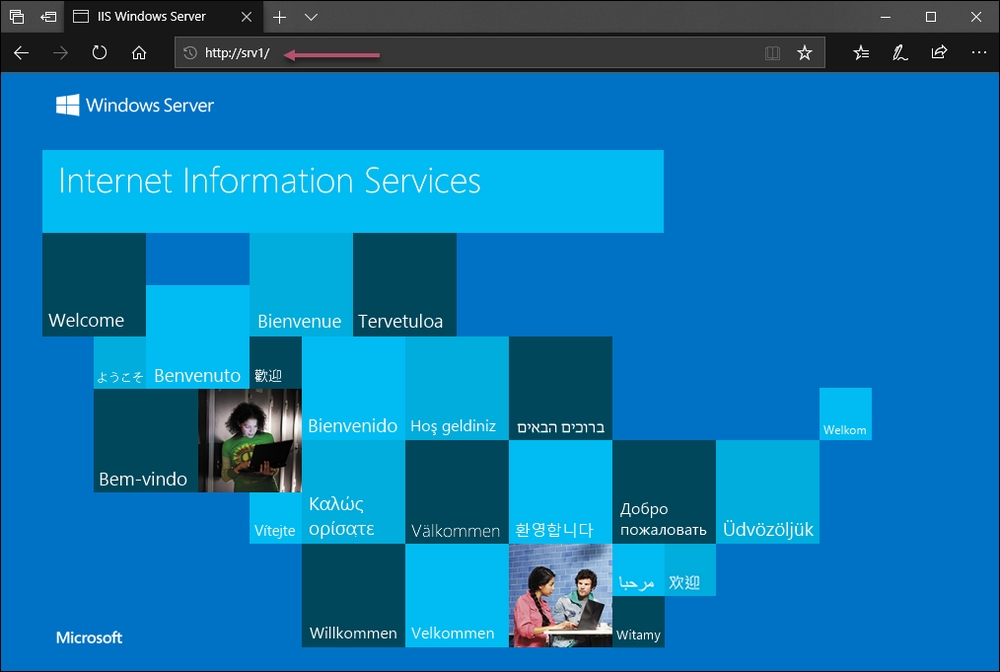 IIS Windows Server
http://srv1/
Windows Server
Internet Information Services
Welcome
Bienvenue
Tervetuloa
ようこそ
Benvenuto
歡迎
Bienvenido
Hoş geldiniz
ברוכים הבאים
Welkom
Bem-vindo
Vítejte
Καλώς
ορίσατε
Välkommen
환영합니다
Добро
пожаловать
Üdvözöljük
مرحبا
欢迎
Microsoft
Willkommen
Velkommen
Witamy